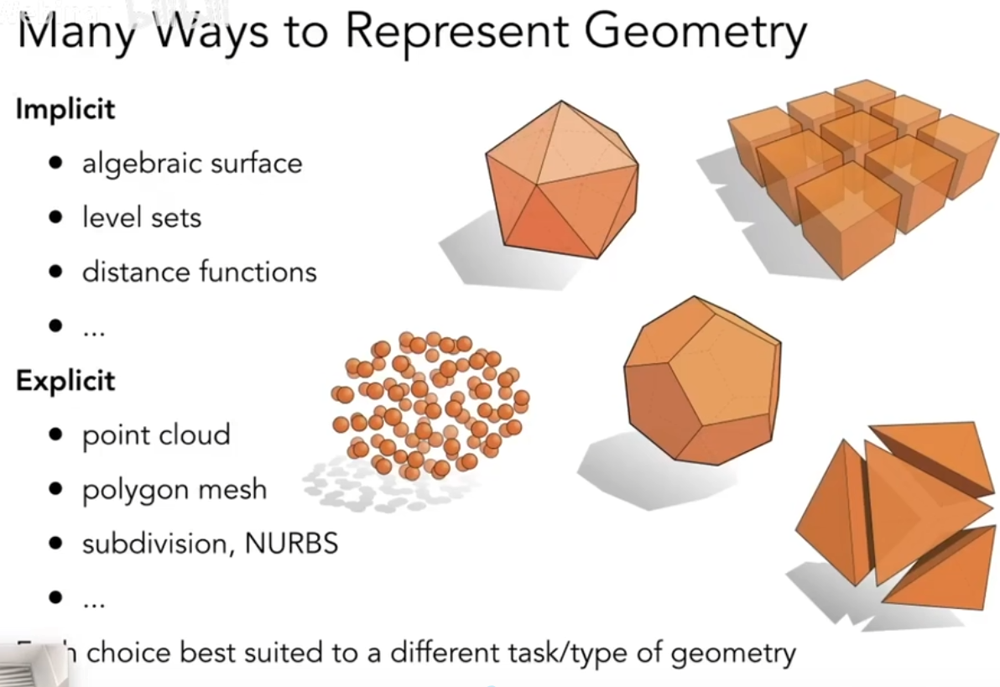 Many Ways to Represent Geometry
Implicit
• algebraic surface
• level sets
• distance functions
• ...
Explicit
• point cloud
• polygon mesh
• subdivision, NURBS
• ...
choice best suited to a different task/type of geometry